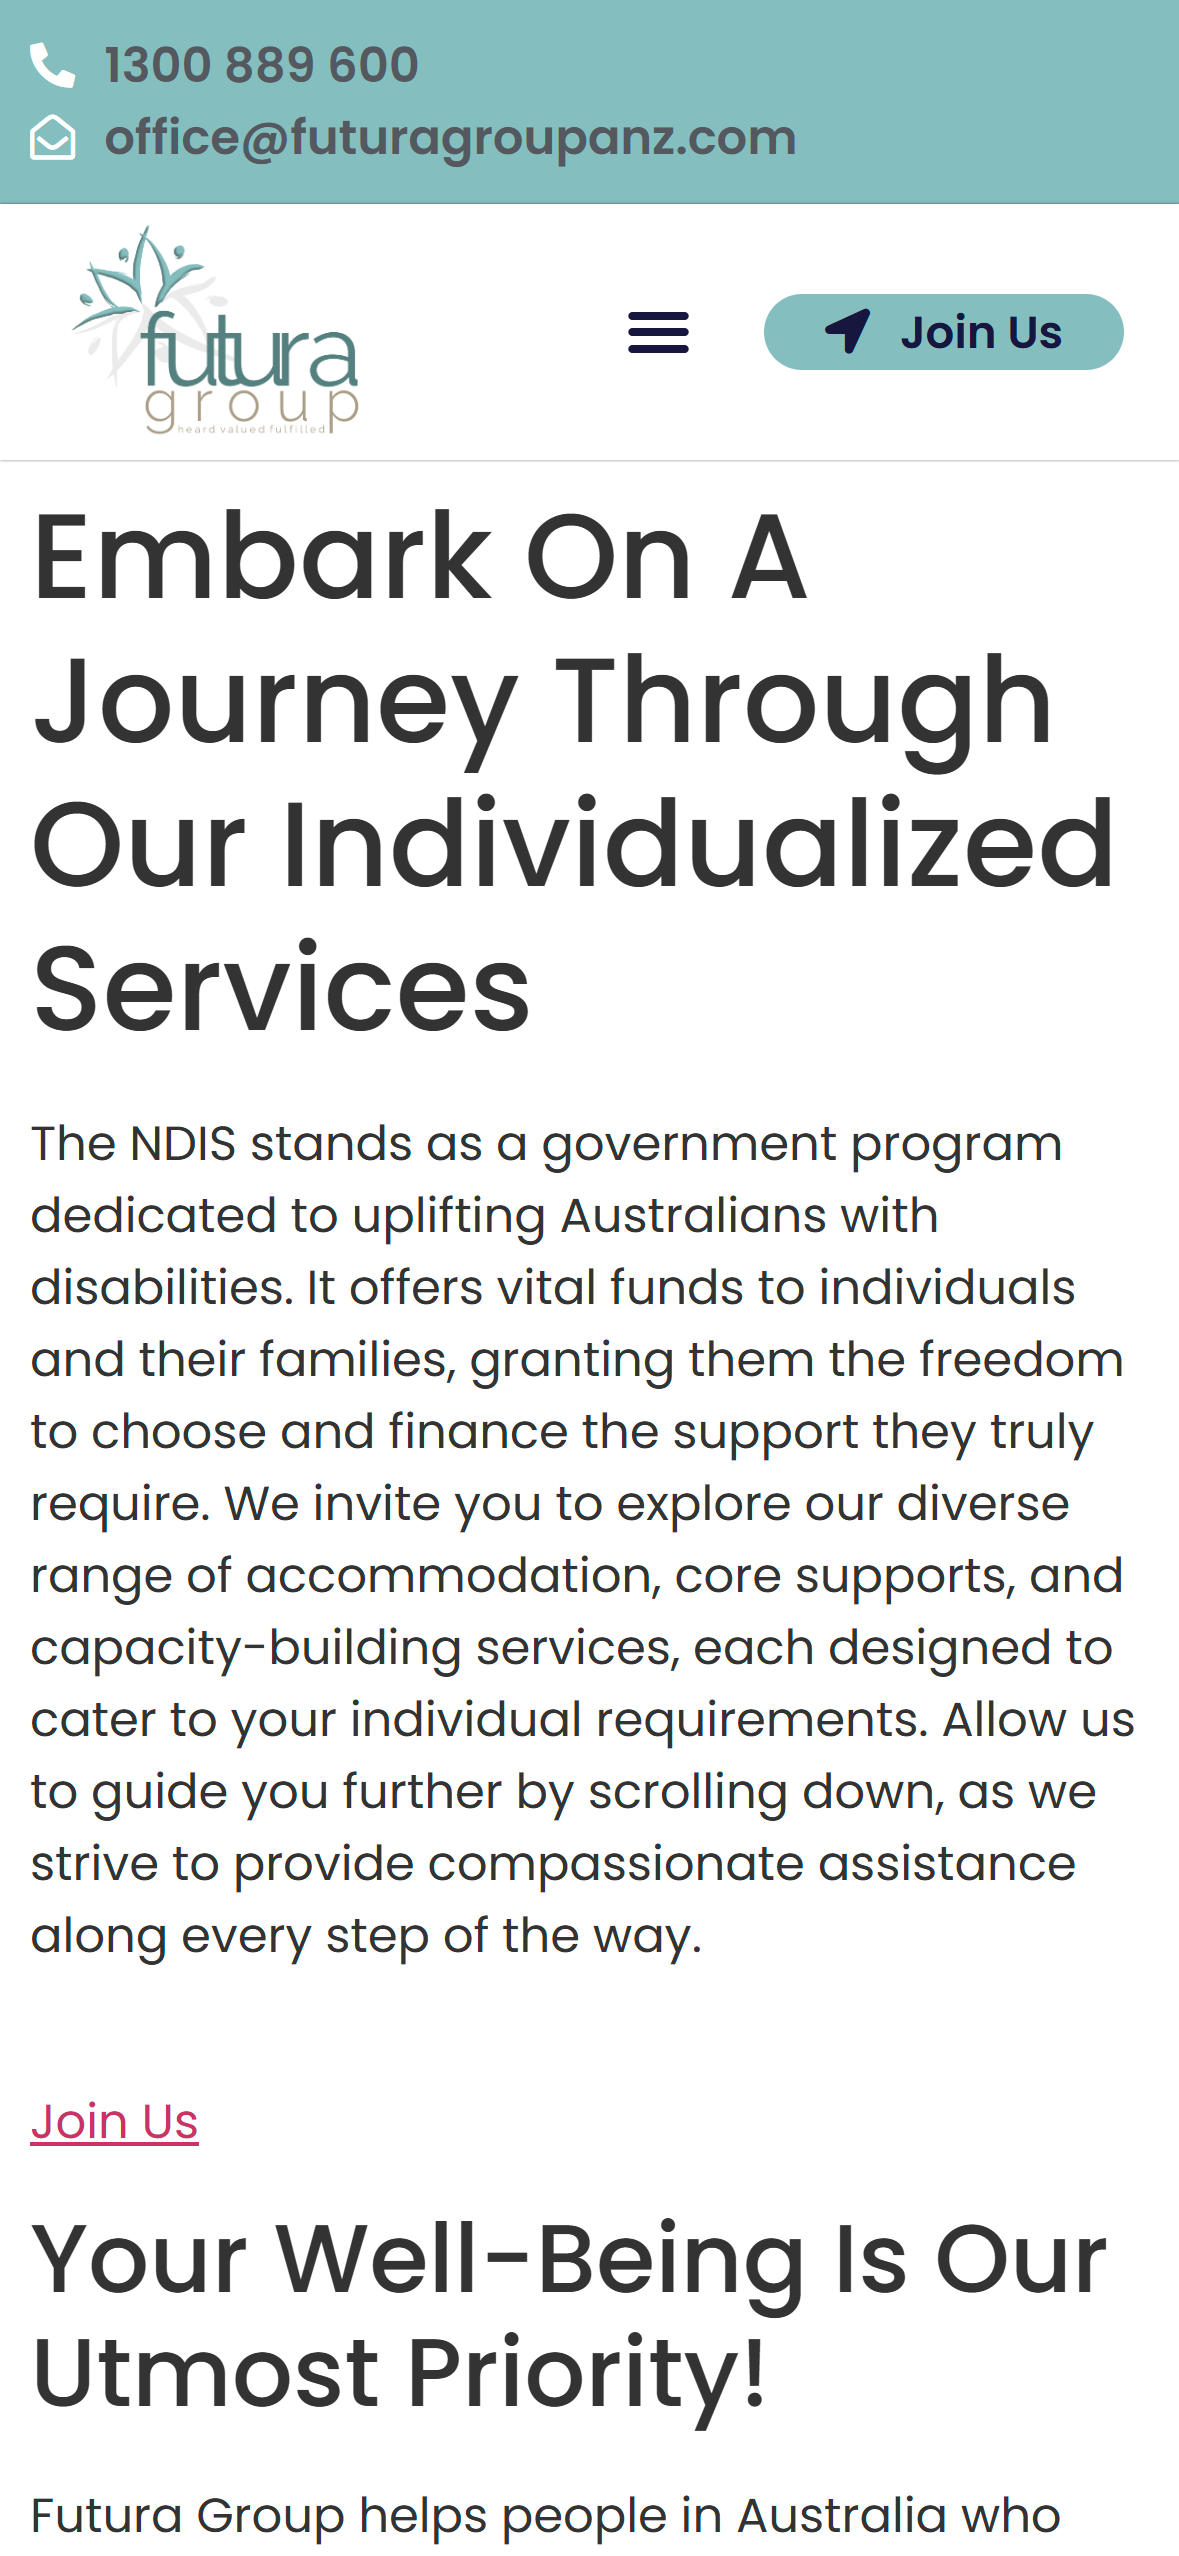 1300 889 600
office@futuragroupanz.com
futura
group
heard valued fulfilled
Join Us
Embark On A
Journey Through
Our Individualized
Services
The NDIS stands as a government program
dedicated to uplifting Australians with
disabilities. It offers vital funds to individuals
and their families, granting them the freedom
to choose and finance the support they truly
require. We invite you to explore our diverse
range of accommodation, core supports, and
capacity-building services, each designed to
cater to your individual requirements. Allow us
to guide you further by scrolling down, as we
strive to provide compassionate assistance
along every step of the way.
Join Us
Your Well-Being Is Our
Utmost Priority!
Futura Group helps people in Australia who